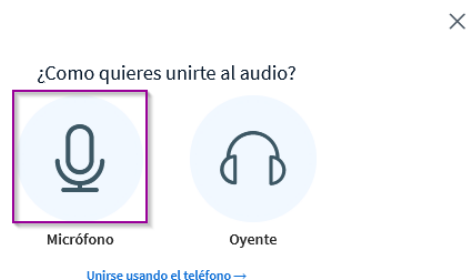 ¿Como quieres unirte al audio?
Micrófono
Oyente
Unirse usando el teléfono →